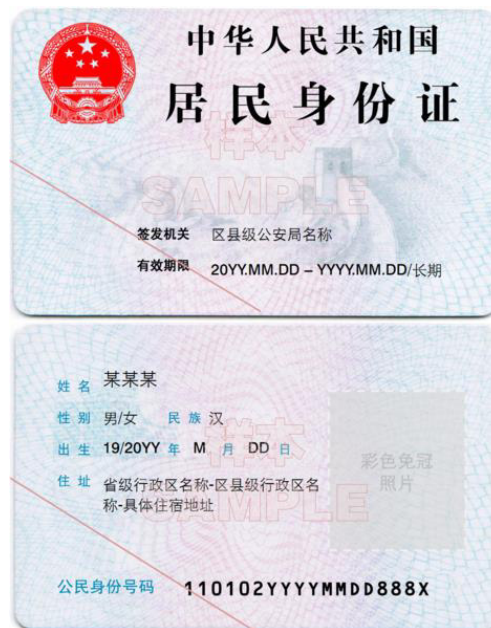 中华人民共和国
居民身份证
样本
SAMPLE
签发机关 区县级公安局名称
有效期限 20YY.MM.DD – YYYY.MM.DD/长期
姓名 某某某
性别 男/女 民族 汉
出生 19/20YY 年 M 月 DD 日
住址 省级行政区名称-区县级行政区名
称-具体住宿地址
样本
SAMPLE
彩色免冠
照片
公民身份号码 110102YYYYMMDD888X